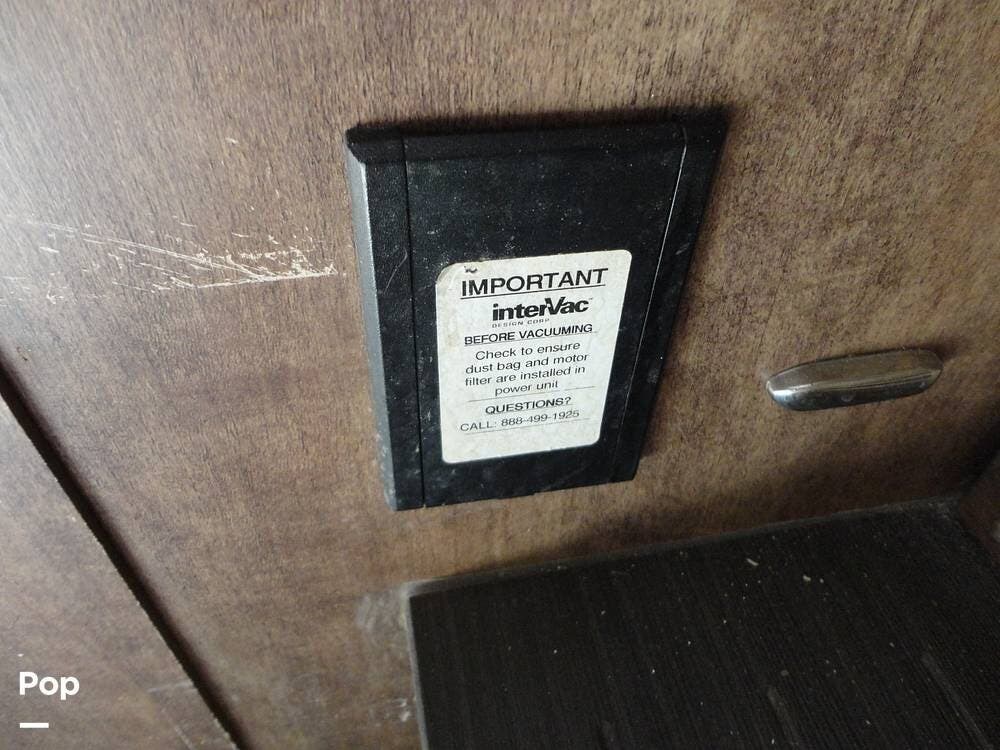 IMPORTANT
interVac™
DESIGN CORP
BEFORE VACUUMING
Check to ensure
dust bag and motor
filter are installed in
power unit
QUESTIONS?
CALL: 888-499-1925
Pop